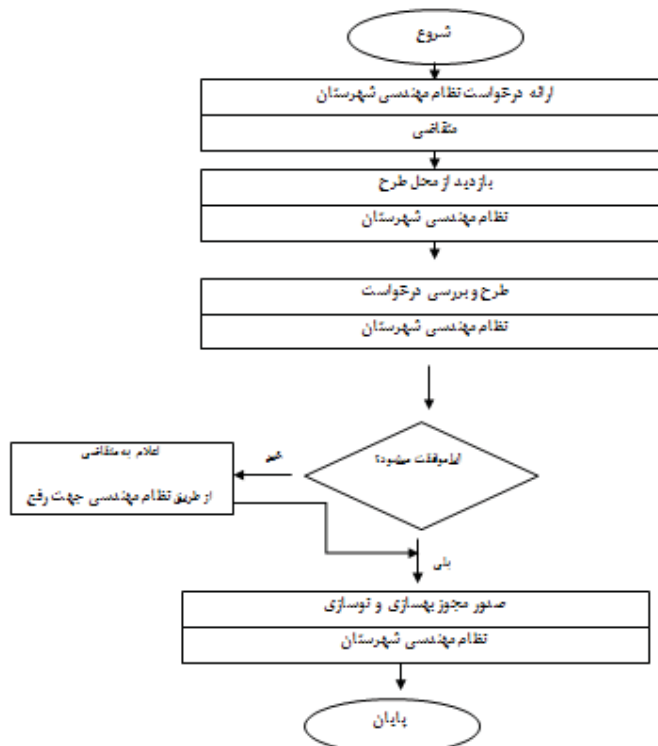 شروع
ارائه درخواست نظام مهندسی شهرستان
متقاضی
بازدید از محل طرح
نظام مهندسی شهرستان
طرح و بررسی درخواست
نظام مهندسی شهرستان
آیا موافقت میشود؟
خیر
اعلام به متقاضی
از طریق نظام مهندسی جهت رفع
بلی
صدور مجوز بهسازی و نوسازی
نظام مهندسی شهرستان
پایان